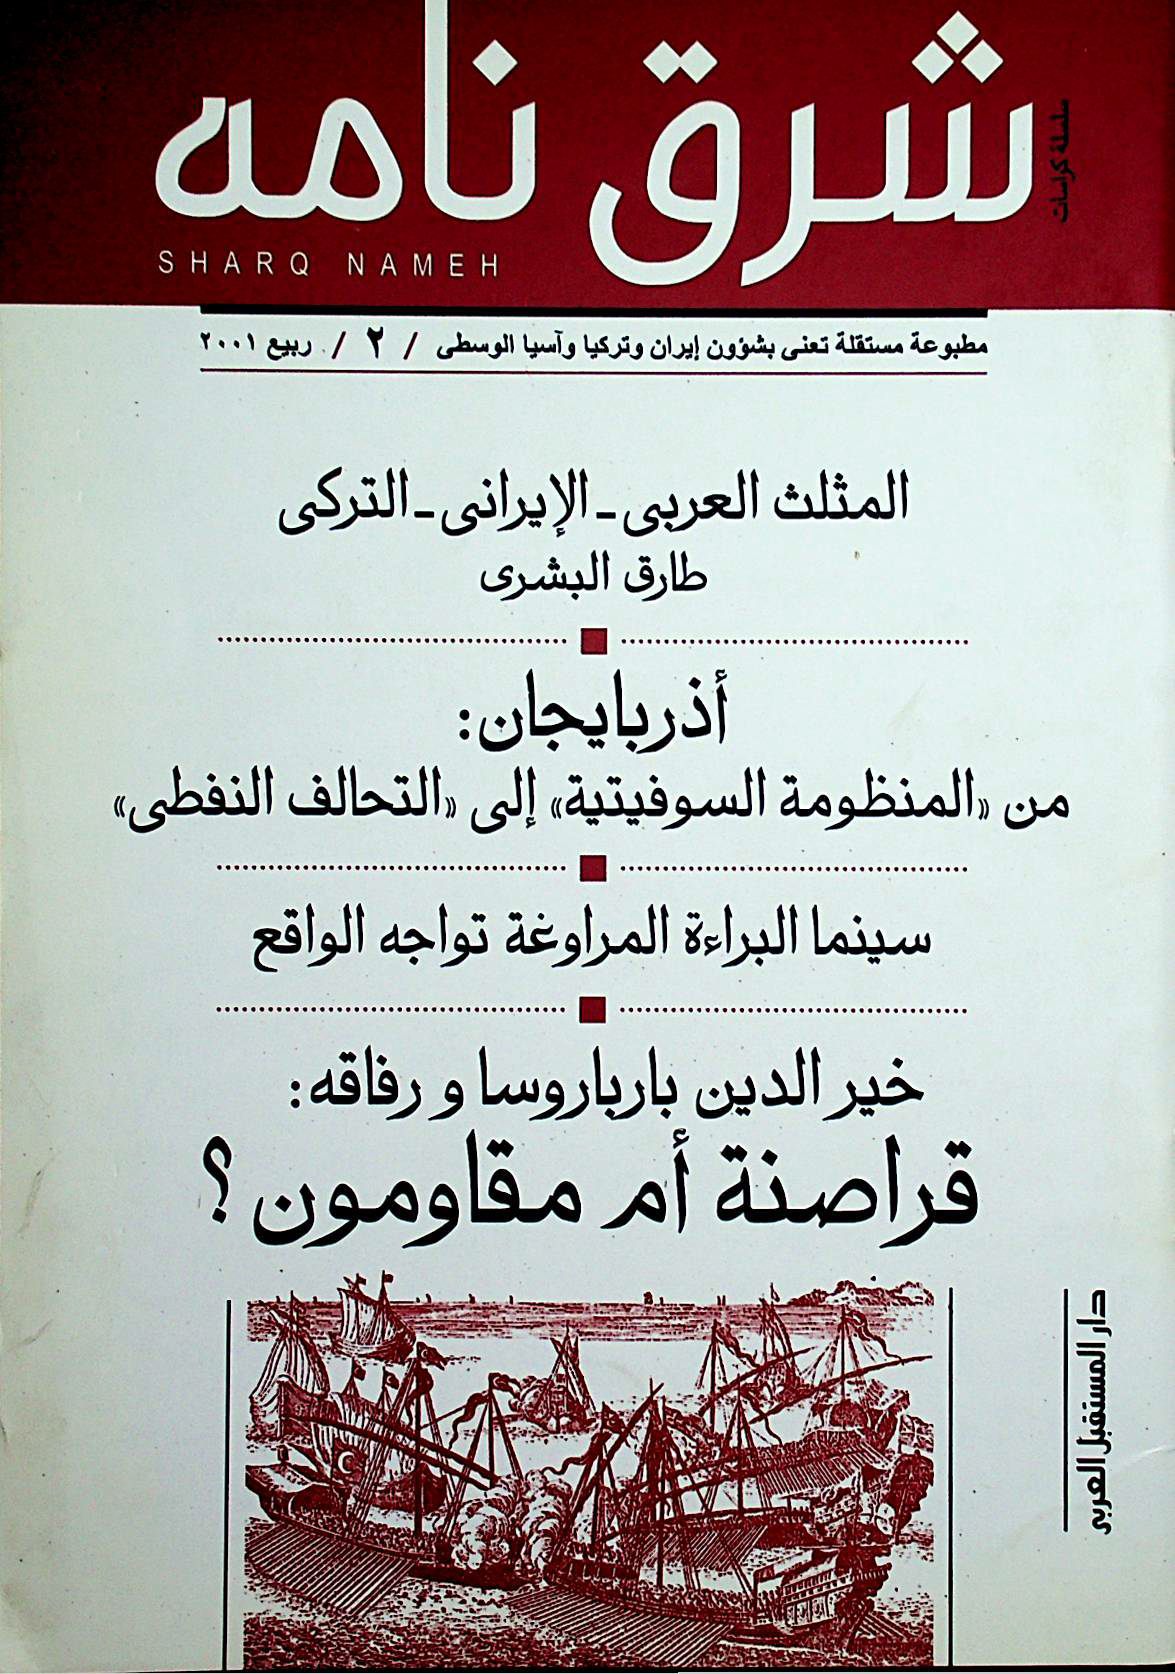 سلسلة كراسات
شرق نامه
SHARQ NAMEH
مطبوعة مستقلة تعنى بشؤون إيران وتركيا وآسيا الوسطى / ٢ / ربيع ٢٠٠١
المثلث العربى - الإيرانى - التركى
طارق البشرى
أذربايجان:
من «المنظومة السوفيتية» إلى «التحالف النفطى»
سينما البراءة المراوغة تواجه الواقع
خير الدين بارباروسا و رفاقه:
قراصنة أم مقاومون ؟
دار المستقبل العربى